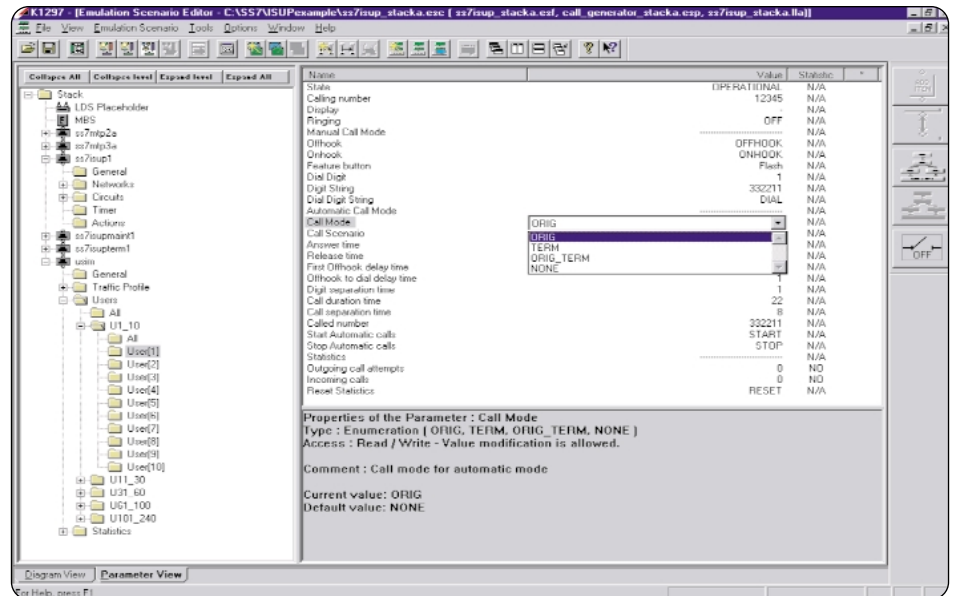 K1297 - [Emulation Scenario Editor - C:\SS7\ISUPexample\ss7isup_stacka.esc ( ss7isup_stacka.esf, call_generator_stacka.esp, ss7isup_stacka.lla)]
File View Emulation Scenario Tools Options Window Help
Collapse All Collapse level Expand level Expand All
Stack
LDS Placeholder
MBS
ss7mtp2a
ss7mtp3a
ss7isup1
General
Networks
Circuits
Timer
Actions
ss7isupmaint1
ss7isupterm1
usim
General
Traffic Profile
Users
All
U1_10
All
User[1]
User[2]
User[3]
User[4]
User[5]
User[6]
User[7]
User[8]
User[9]
User[10]
U11_30
U31_60
U61_100
U101_240
Statistics
Name Value Statistic *
State OPERATIONAL N/A
Calling number 12345 N/A
Display - N/A
Ringing OFF N/A
Manual Call Mode -------------------- N/A
Offhook OFFHOOK N/A
Onhook ONHOOK N/A
Feature button Flash N/A
Dial Digit 1 N/A
Digit String 332211 N/A
Dial Digit String DIAL N/A
Automatic Call Mode -------------------- N/A
Call Mode ORIG N/A
Call Scenario ORIG N/A
Answer time TERM N/A
Release time ORIG_TERM N/A
First Offhook delay time NONE N/A
Offhook to dial delay time 1 N/A
Digit separation time 1 N/A
Call duration time 22 N/A
Call separation time 8 N/A
Called number 332211 N/A
Start Automatic calls START N/A
Stop Automatic calls STOP N/A
Statistics -------------------- N/A
Outgoing call attempts 0 NO
Incoming calls 0 NO
Reset Statistics RESET N/A
Properties of the Parameter : Call Mode
Type : Enumeration ( ORIG, TERM, ORIG_TERM, NONE )
Access : Read / Write - Value modification is allowed.
Comment : Call mode for automatic mode
Current value: ORIG
Default value: NONE
ADD ITEM
OFF
Diagram View Parameter View
For Help, press F1